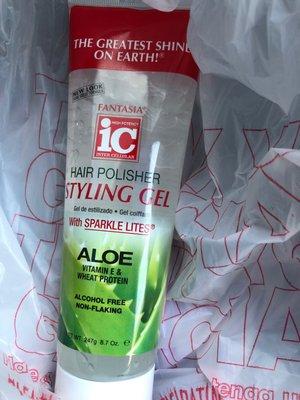 THE GREATEST SHINE
ON EARTH!®
NEW LOOK
FANTASIA®
HIGH POTENCY
ic
INTER CELLULAR
HAIR POLISHER
STYLING GEL
Gel de estilizado • Gel coiffant
With SPARKLE LITES®
ALOE
VITAMIN E &
WHEAT PROTEIN
ALCOHOL FREE
NON-FLAKING
NET WT. 247g 8.7 Oz. e